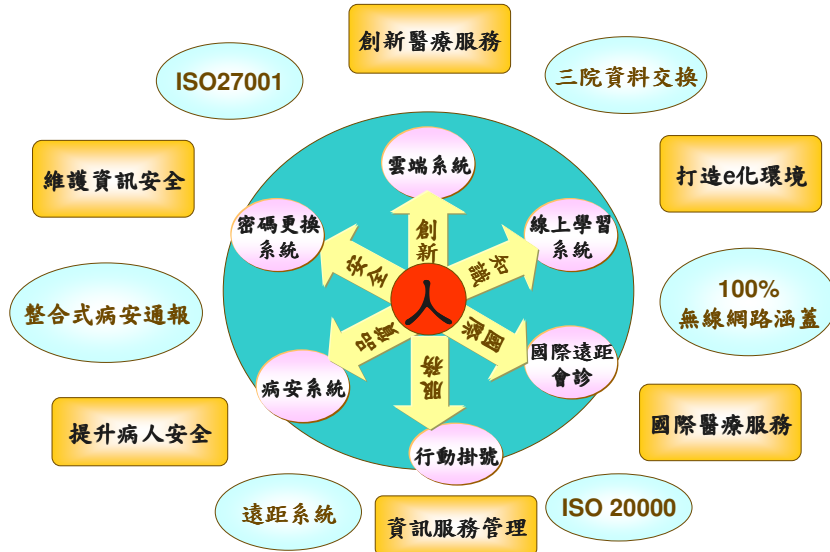 創新醫療服務
ISO27001
三院資料交換
維護資訊安全
打造e化環境
雲端系統
密碼更換
系統
線上學習
系統
創新
安全
知識
人
品質
國際
服務
整合式病安通報
100%
無線網路涵蓋
國際遠距
會診
病安系統
提升病人安全
國際醫療服務
行動掛號
遠距系統
ISO 20000
資訊服務管理